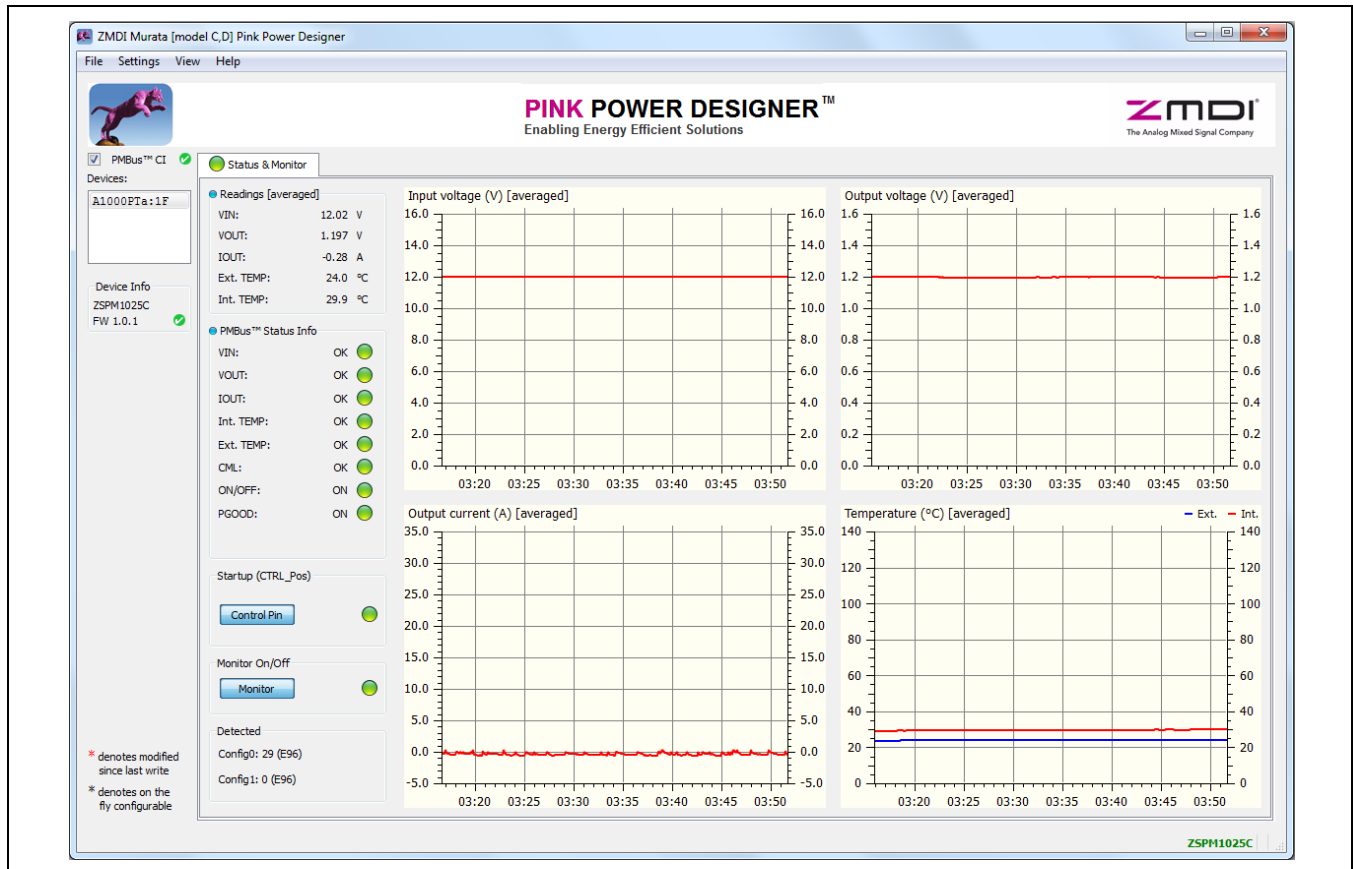 ZMDI Murata [model C,D] Pink Power Designer
File Settings View Help
PINK POWER DESIGNER™
Enabling Energy Efficient Solutions
ZMDI®
The Analog Mixed Signal Company
PMBus™ CI
Devices:
A1000PTa:1F
Device Info
ZSPM1025C
FW 1.0.1
* denotes modified
since last write
* denotes on the
fly configurable
Status & Monitor
Readings [averaged]
VIN: 12.02 V
VOUT: 1.197 V
IOUT: -0.28 A
Ext. TEMP: 24.0 °C
Int. TEMP: 29.9 °C
PMBus™ Status Info
VIN: OK
VOUT: OK
IOUT: OK
Int. TEMP: OK
Ext. TEMP: OK
CML: OK
ON/OFF: ON
PGOOD: ON
Startup (CTRL_Pos)
Control Pin
Monitor On/Off
Monitor
Detected
Config0: 29 (E96)
Config1: 0 (E96)
Input voltage (V) [averaged]
16.0 16.0
14.0 14.0
12.0 12.0
10.0 10.0
8.0 8.0
6.0 6.0
4.0 4.0
2.0 2.0
0.0 0.0
03:20 03:25 03:30 03:35 03:40 03:45 03:50
Output voltage (V) [averaged]
1.6 1.6
1.4 1.4
1.2 1.2
1.0 1.0
0.8 0.8
0.6 0.6
0.4 0.4
0.2 0.2
0.0 0.0
03:20 03:25 03:30 03:35 03:40 03:45 03:50
Output current (A) [averaged]
35.0 35.0
30.0 30.0
25.0 25.0
20.0 20.0
15.0 15.0
10.0 10.0
5.0 5.0
0.0 0.0
-5.0 -5.0
03:20 03:25 03:30 03:35 03:40 03:45 03:50
Temperature (°C) [averaged] Ext. Int.
140 140
120 120
100 100
80 80
60 60
40 40
20 20
0 0
03:20 03:25 03:30 03:35 03:40 03:45 03:50
ZSPM1025C